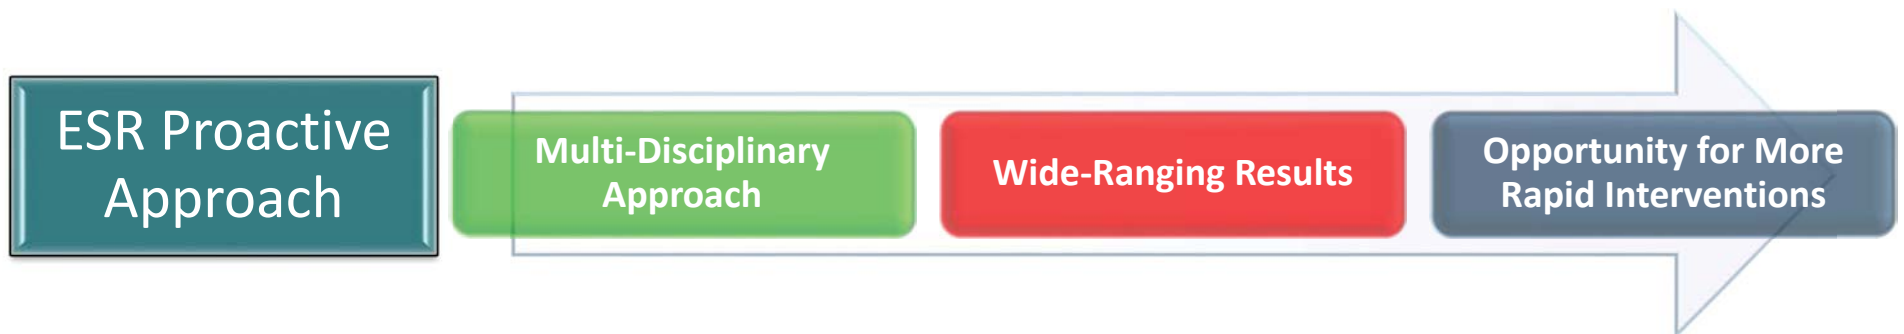 ESR Proactive
Approach
Multi-Disciplinary
Approach
Wide-Ranging Results
Opportunity for More
Rapid Interventions